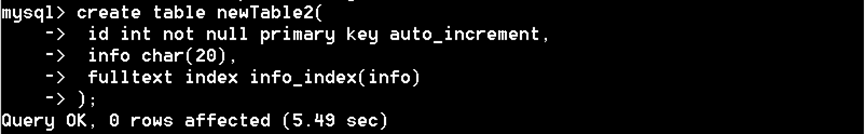 mysql> create table newTable2(
    ->  id int not null primary key auto_increment,
    ->  info char(20),
    ->  fulltext index info_index(info)
    -> );
Query OK, 0 rows affected (5.49 sec)